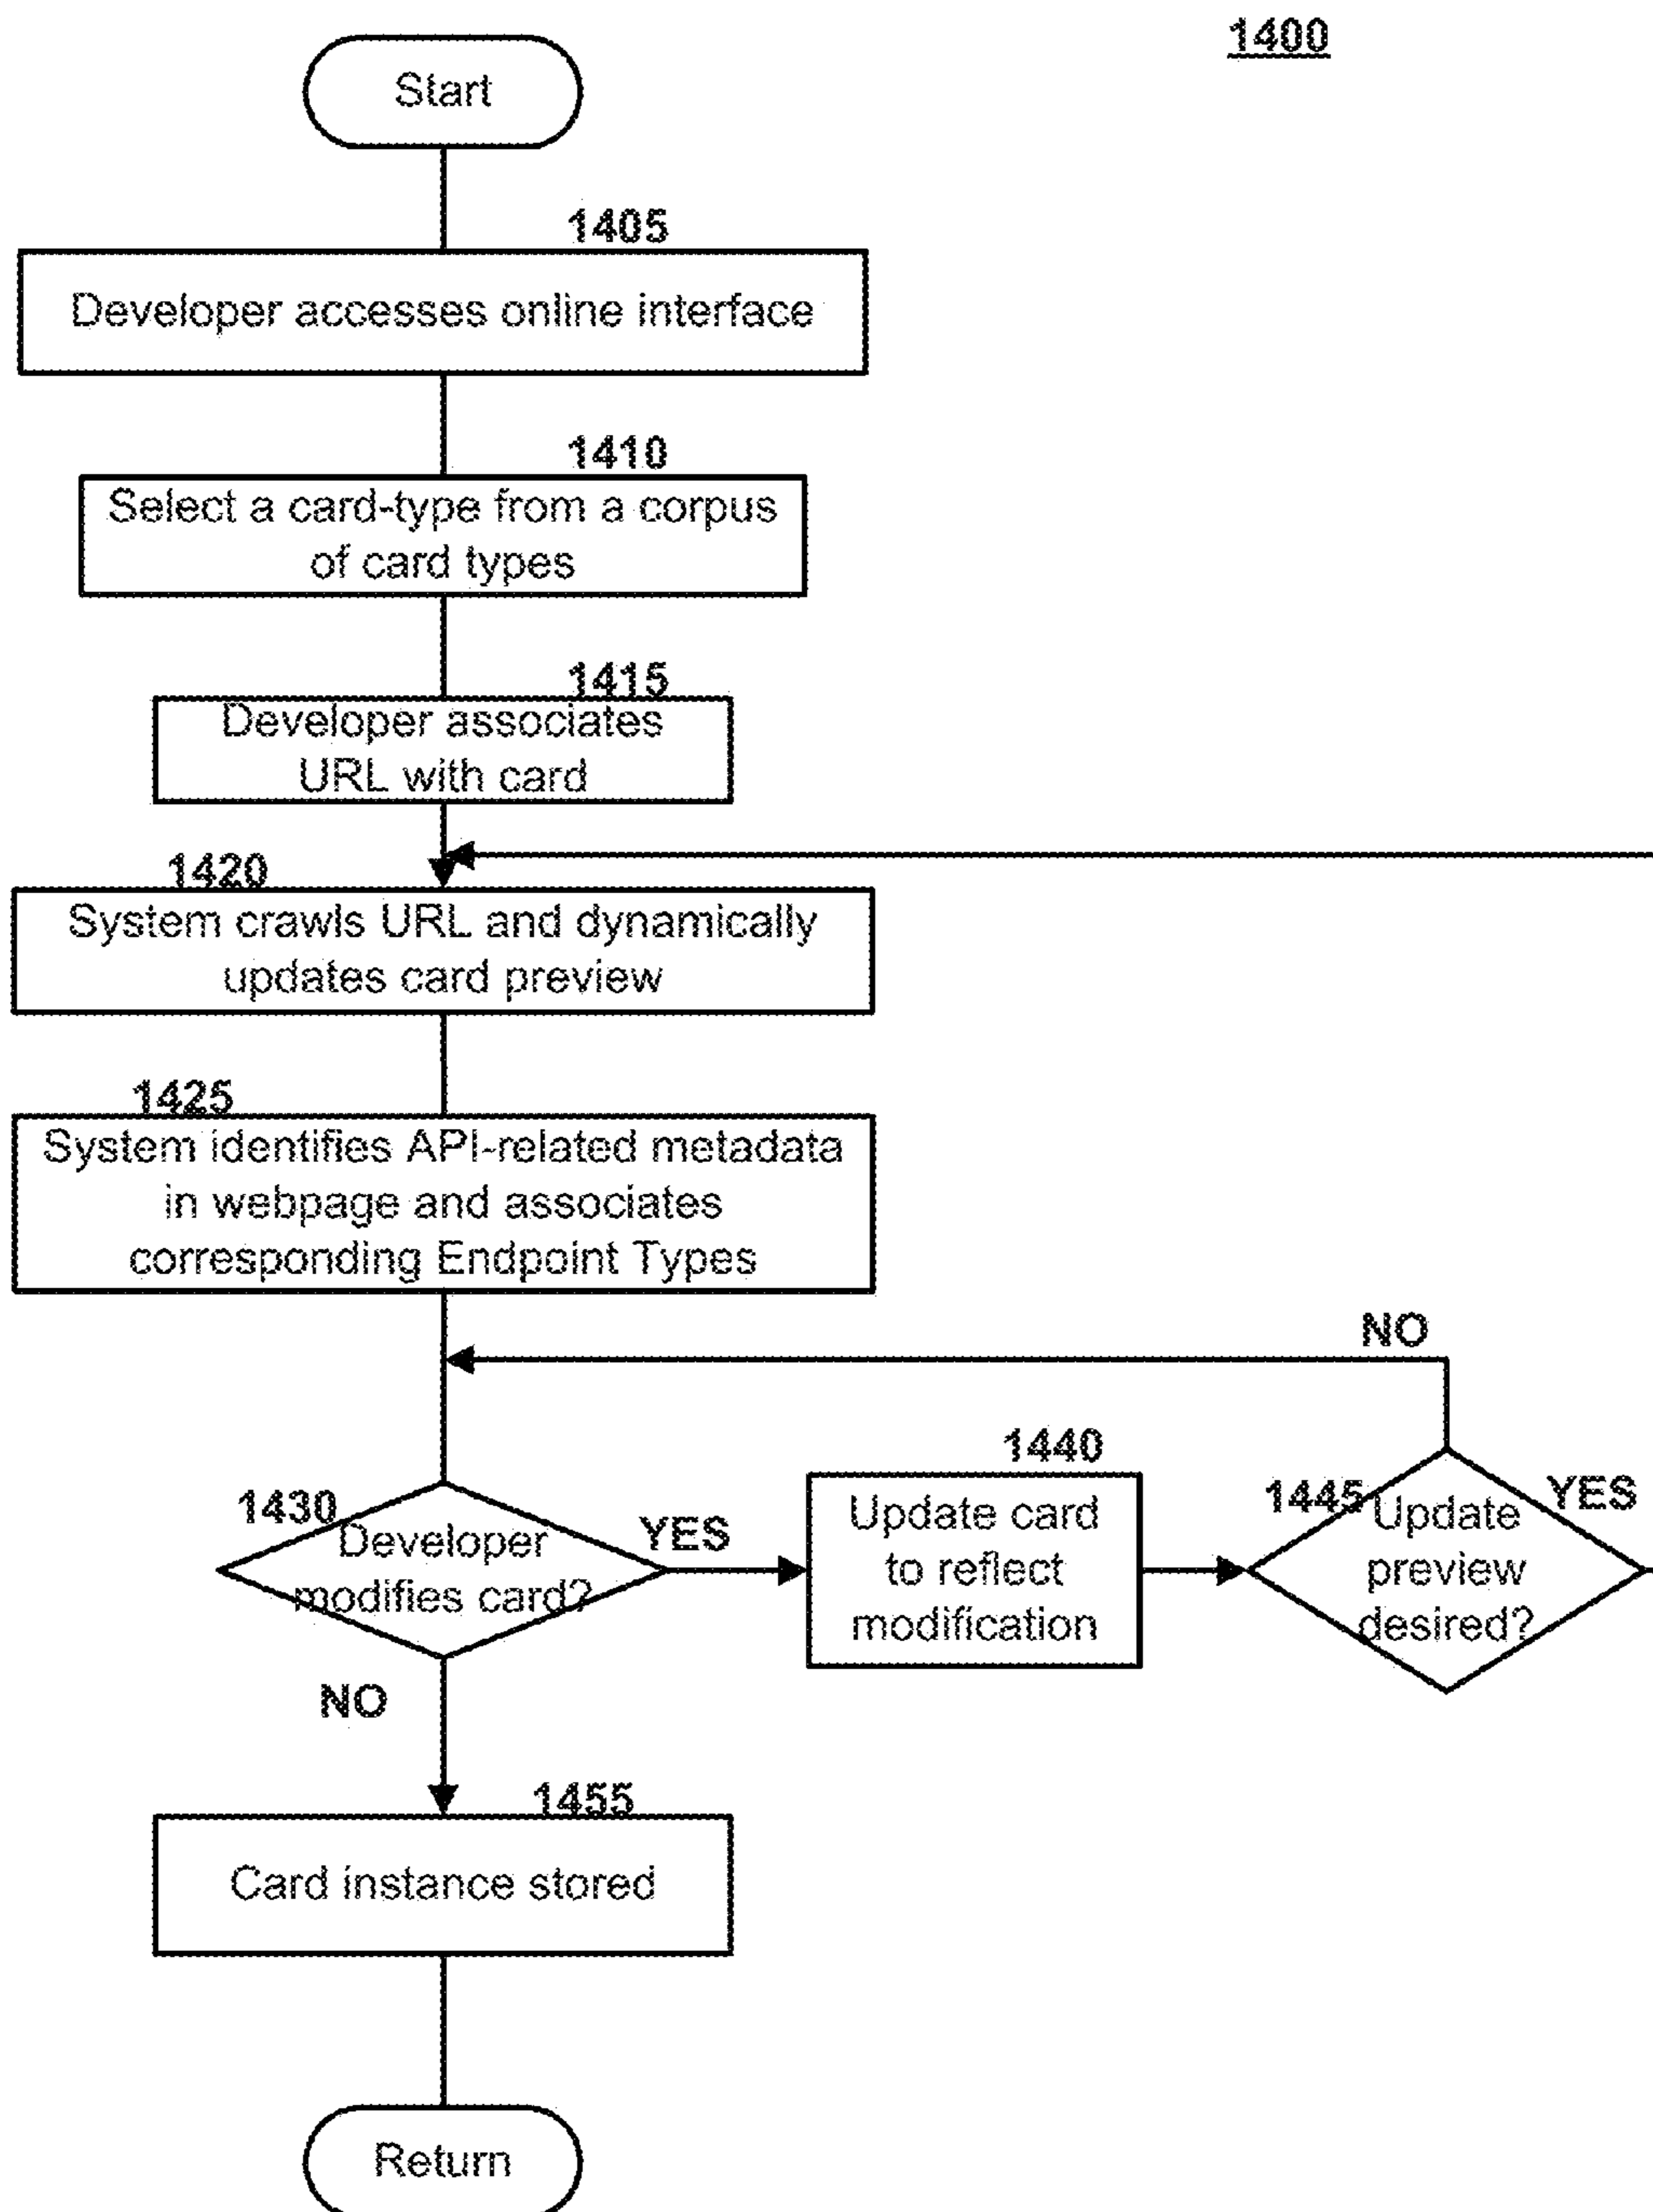 1400
Start
1405
Developer accesses online interface
1410
Select a card-type from a corpus
of card types
1415
Developer associates
URL with card
1420
System crawls URL and dynamically
updates card preview
1425
System identifies API-related metadata
in webpage and associates
corresponding Endpoint Types
NO
1430
Developer
modifies card?
YES
1440
Update card
to reflect
modification
1445
Update
preview
desired?
YES
NO
1455
Card instance stored
Return